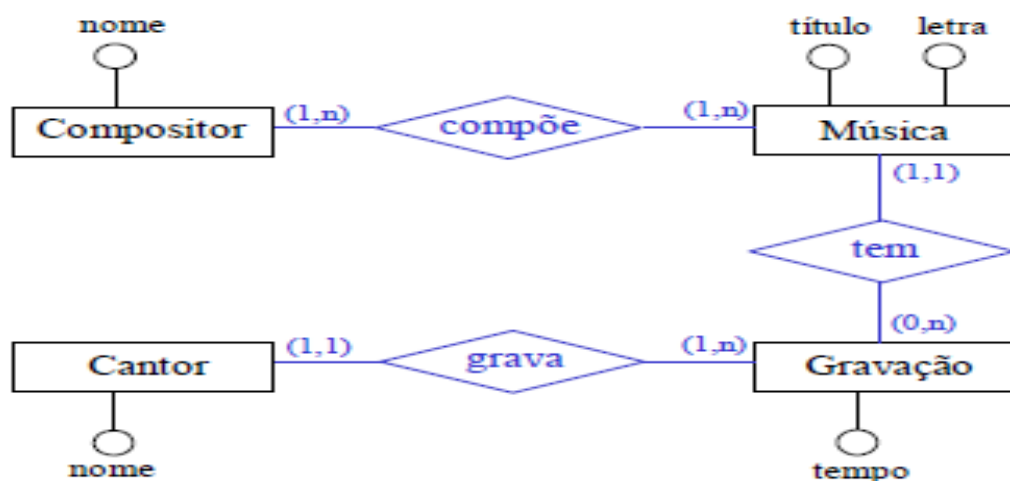 nome
título letra
Compositor (1,n) compõe (1,n) Música
(1,1)
tem
(0,n)
Cantor (1,1) grava (1,n) Gravação
nome tempo